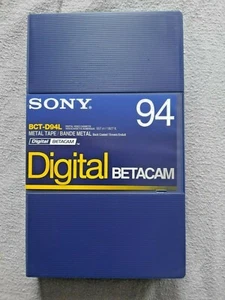 SONY
94
BCT-D94L
METAL TAPE / BANDE METAL
Digital BETACAM
Digital BETACAM